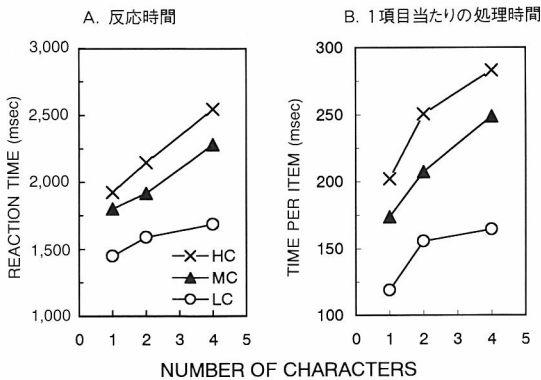 A. 反応時間
3,000
2,500
2,000
1,500
1,000
REACTION TIME (msec)
HC
MC
LC
0 1 2 3 4 5
B. 1項目当たりの処理時間
300
250
200
150
100
TIME PER ITEM (msec)
0 1 2 3 4 5
NUMBER OF CHARACTERS